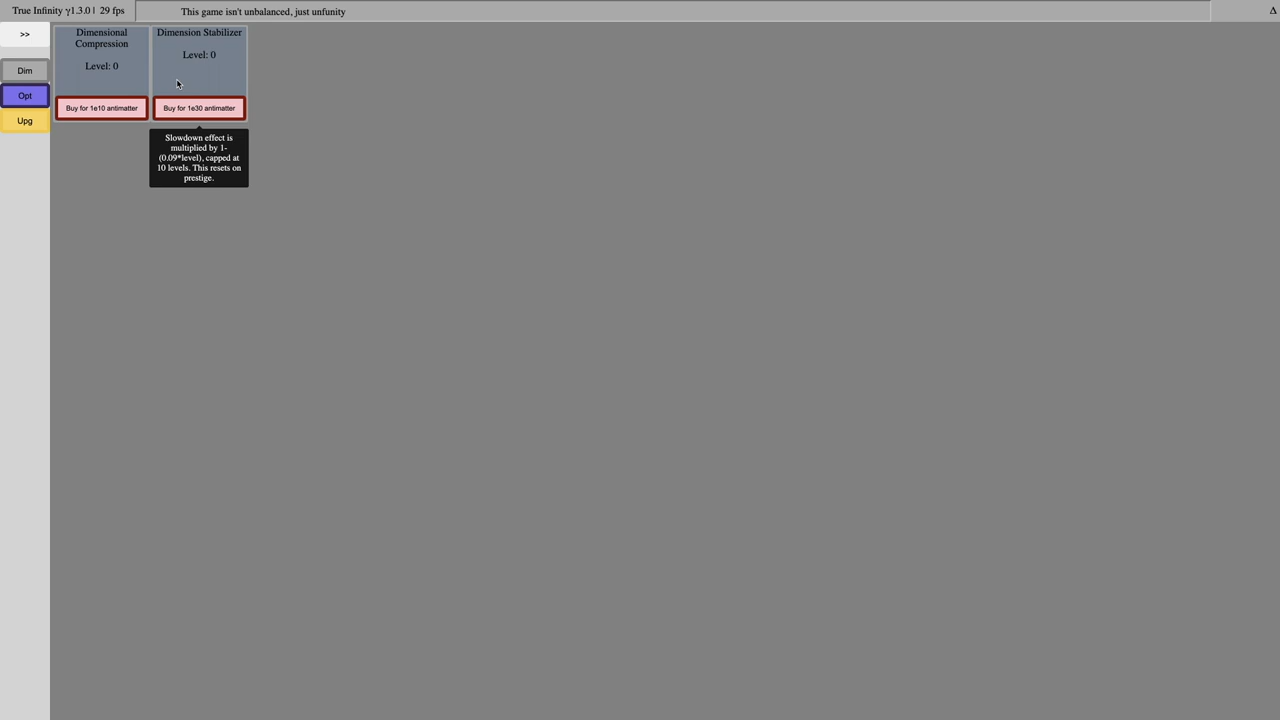 True Infinity γ1.3.0 | 29 fps
This game isn't unbalanced, just unfunity
Δ
>>
Dim
Opt
Upg
Dimensional
Compression
Level: 0
Buy for 1e10 antimatter
Dimension Stabilizer
Level: 0
Buy for 1e30 antimatter
Slowdown effect is
multiplied by 1-
(0.09*level), capped at
10 levels. This resets on
prestige.